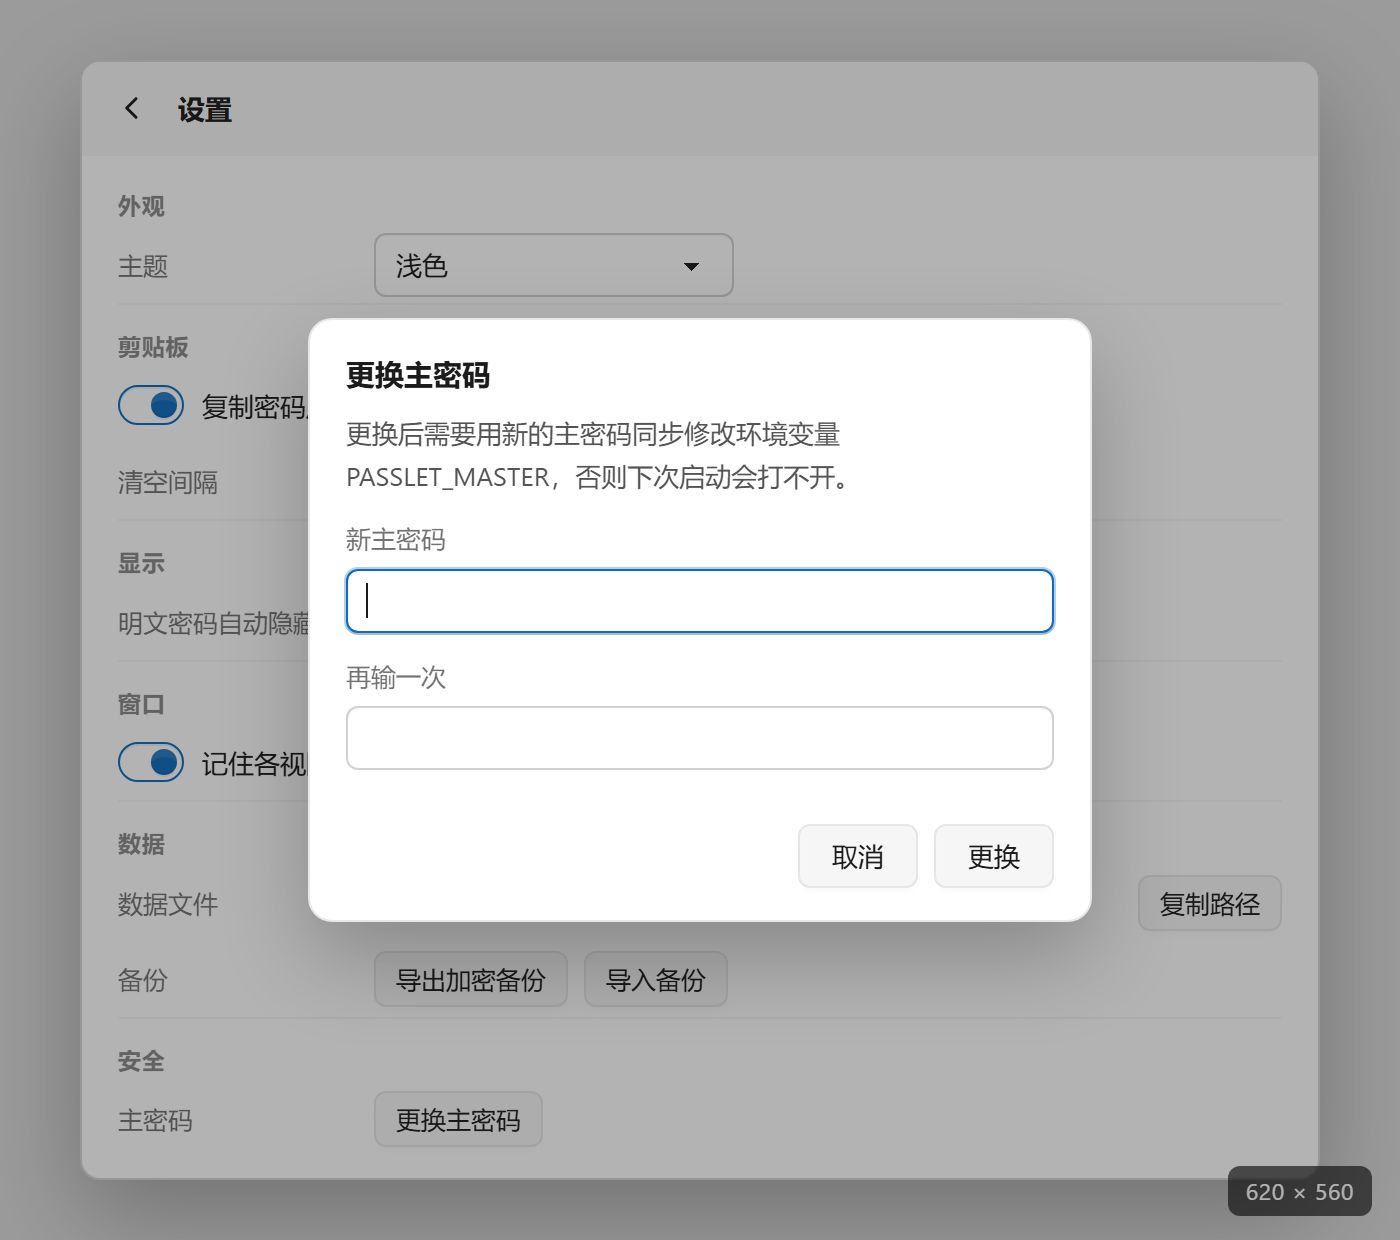 设置
外观
主题
浅色
剪贴板
复制密码
清空间隔
显示
明文密码自动隐藏
窗口
记住各视
数据
数据文件
复制路径
备份
导出加密备份
导入备份
安全
主密码
更换主密码
更换主密码
更换后需要用新的主密码同步修改环境变量
PASSLET_MASTER，否则下次启动会打不开。
新主密码
再输一次
取消
更换
620 × 560